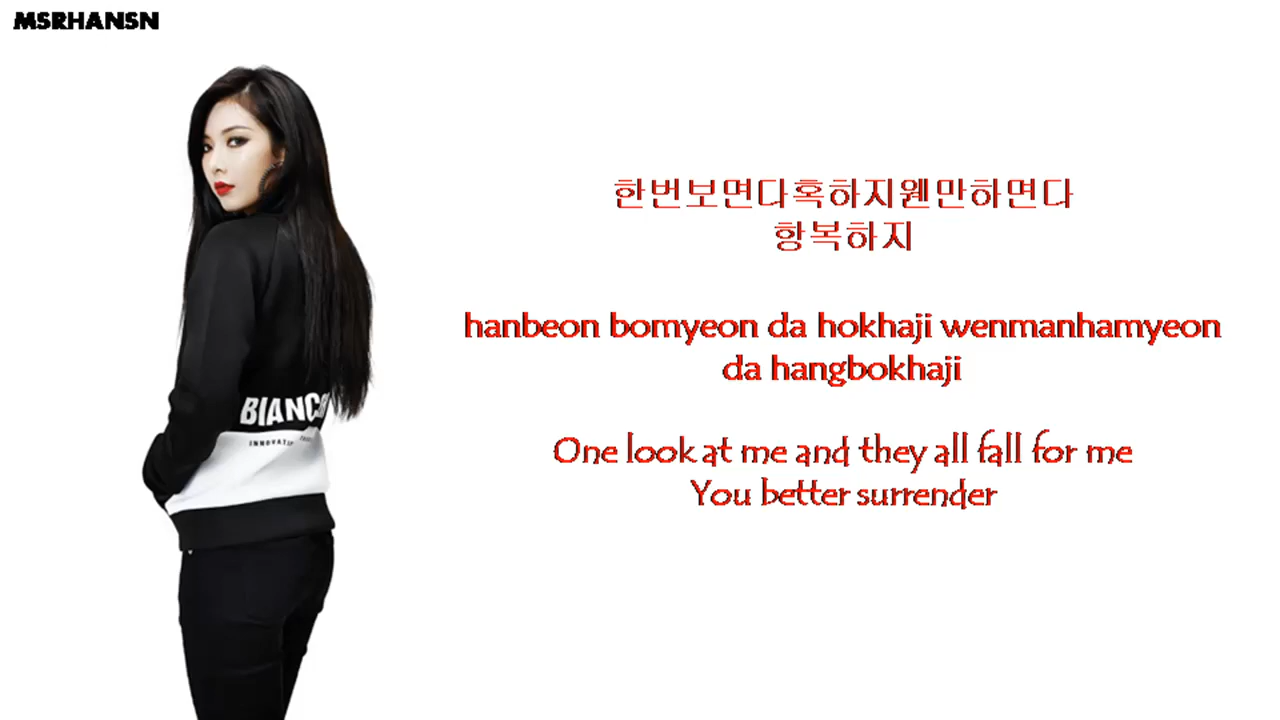 MSRHANSN
한번보면다혹하지웬만하면다
항복하지
hanbeon bomyeon da hokhaji wenmanhamyeon
da hangbokhaji
One look at me and they all fall for me
You better surrender